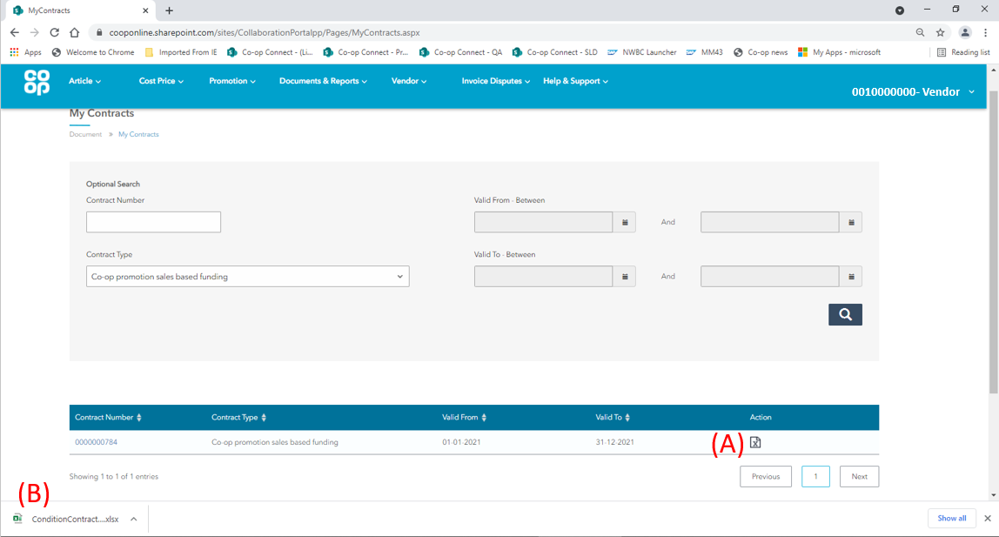 MyContracts
cooponline.sharepoint.com/sites/CollaborationPortalpp/Pages/MyContracts.aspx
Apps Welcome to Chrome Imported From IE Co-op Connect - (Li... Co-op Connect - Pr... Co-op Connect - QA Co-op Connect - SLD NWBC Launcher MM43 Co-op news My Apps - microsoft Reading list
co
op
Article Cost Price Promotion Documents & Reports Vendor Invoice Disputes Help & Support
0010000000- Vendor
My Contracts
Document » My Contracts
Optional Search
Contract Number Valid From - Between
And
Contract Type Valid To - Between
Co-op promotion sales based funding And
Contract Number Contract Type Valid From Valid To Action
0000000784 Co-op promotion sales based funding 01-01-2021 31-12-2021 (A)
Showing 1 to 1 of 1 entries Previous 1 Next
(B)
ConditionContract....xlsx Show all